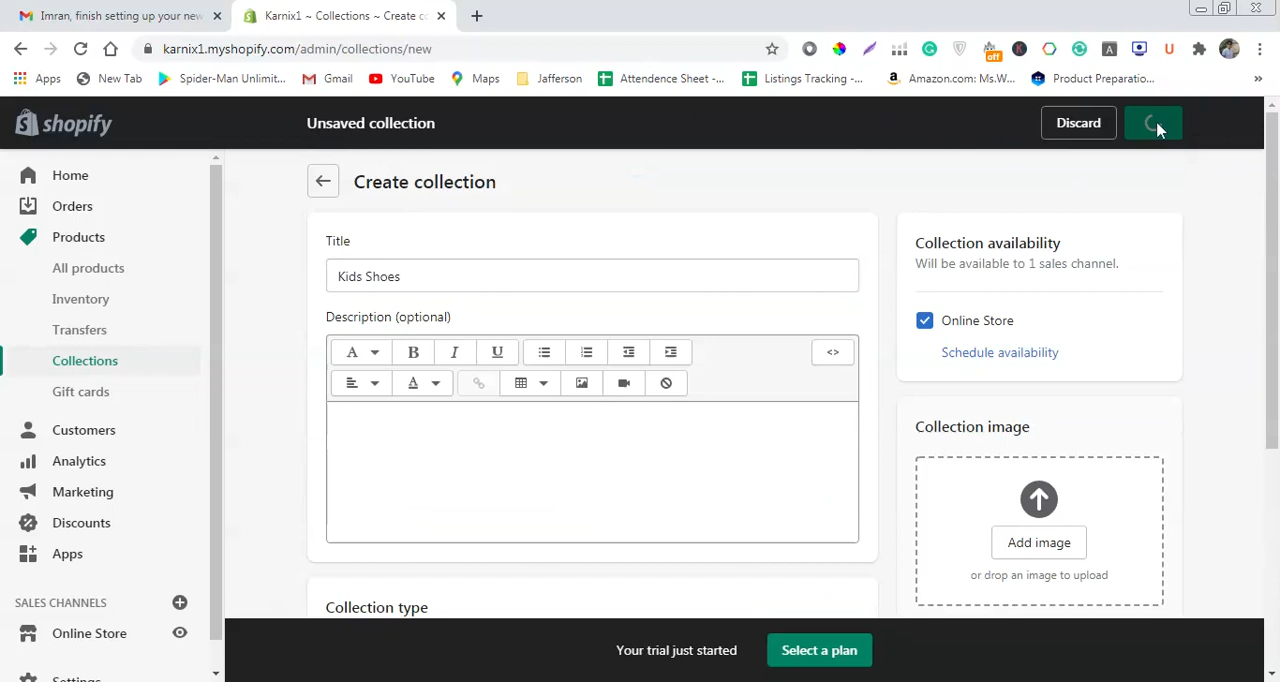 Imran, finish setting up your new
Karnix1 ~ Collections ~ Create co
karnix1.myshopify.com/admin/collections/new
off
Apps
New Tab
Spider-Man Unlimit...
Gmail
YouTube
Maps
Jafferson
Attendence Sheet -...
Listings Tracking -...
Amazon.com: Ms.W...
Product Preparatio...
»
shopify
Unsaved collection
Discard
Home
Orders
Products
All products
Inventory
Transfers
Collections
Gift cards
Customers
Analytics
Marketing
Discounts
Apps
SALES CHANNELS
Online Store
Settings
Create collection
Title
Kids Shoes
Description (optional)
A B I U <>
A
Collection type
Collection availability
Will be available to 1 sales channel.
Online Store
Schedule availability
Collection image
Add image
or drop an image to upload
Your trial just started
Select a plan